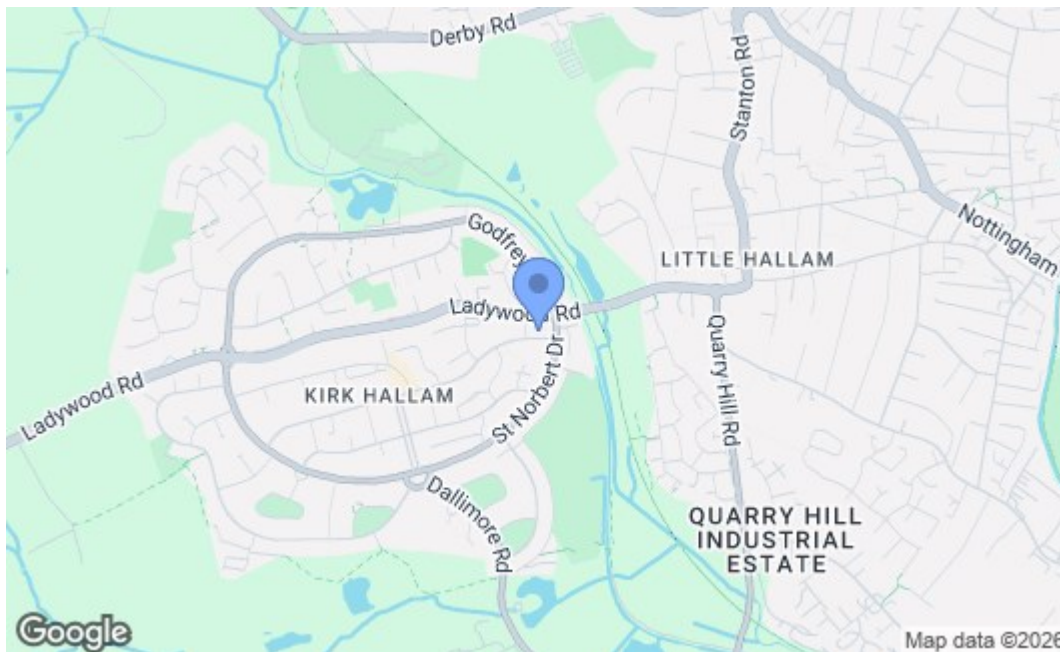 Derby Rd
Stanton Rd
Nottingham
Godfrey
LITTLE HALLAM
Ladywood Rd
Ladywood Rd
KIRK HALLAM
St Norbert Dr
Quarry Hill Rd
Dallimore Rd
QUARRY HILL
INDUSTRIAL
ESTATE
Google
Map data ©2026